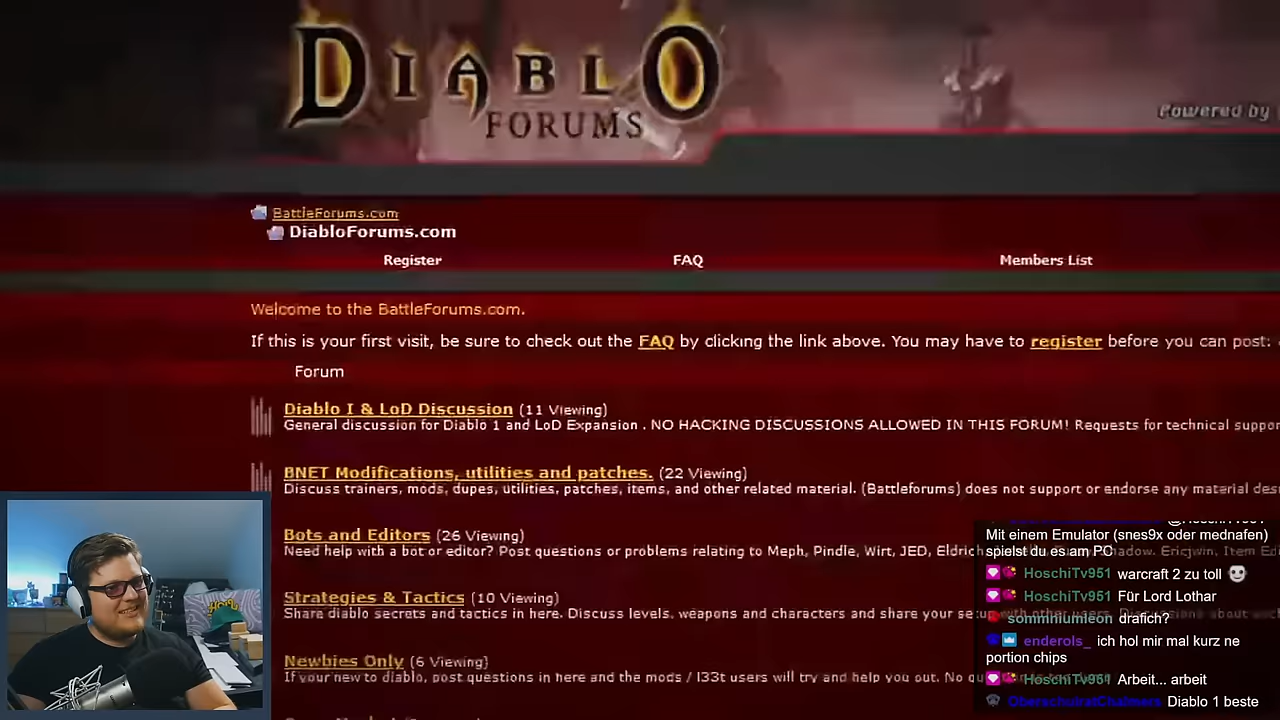 DIABLO
FORUMS
Powered by
BattleForums.com
DiabloForums.com
Register FAQ Members List
Welcome to the BattleForums.com.
If this is your first visit, be sure to check out the FAQ by clicking the link above. You may have to register before you can post:
Forum
Diablo I & LoD Discussion (11 Viewing)
General discussion for Diablo 1 and LoD Expansion . NO HACKING DISCUSSIONS ALLOWED IN THIS FORUM! Requests for technical suppor
BNET Modifications, utilities and patches. (22 Viewing)
Discuss trainers, mods, dupes, utilities, patches, items, and other related material. (Battleforums) does not support or endorse any material des
Bots and Editors (26 Viewing)
Need help with a bot or editor? Post questions or problems relating to Meph, Pindle, Wirt, JED, Eldrich
Strategies & Tactics (10 Viewing)
Share diablo secrets and tactics in here. Discuss levels, weapons and characters and share your setup with other users.
Newbies Only (6 Viewing)
If your new to diablo, post questions in here and the mods / l33t users will try and help you out. No
Mit einem Emulator (snes9x oder mednafen)
spielst du es am PC
HoschiTv951 warcraft 2 zu toll
HoschiTv951 Für Lord Lothar
sommniumleon drafich?
enderols_ ich hol mir mal kurz ne
portion chips
HoschiTv951 Arbeit... arbeit
OberschulratChalmers Diablo 1 beste